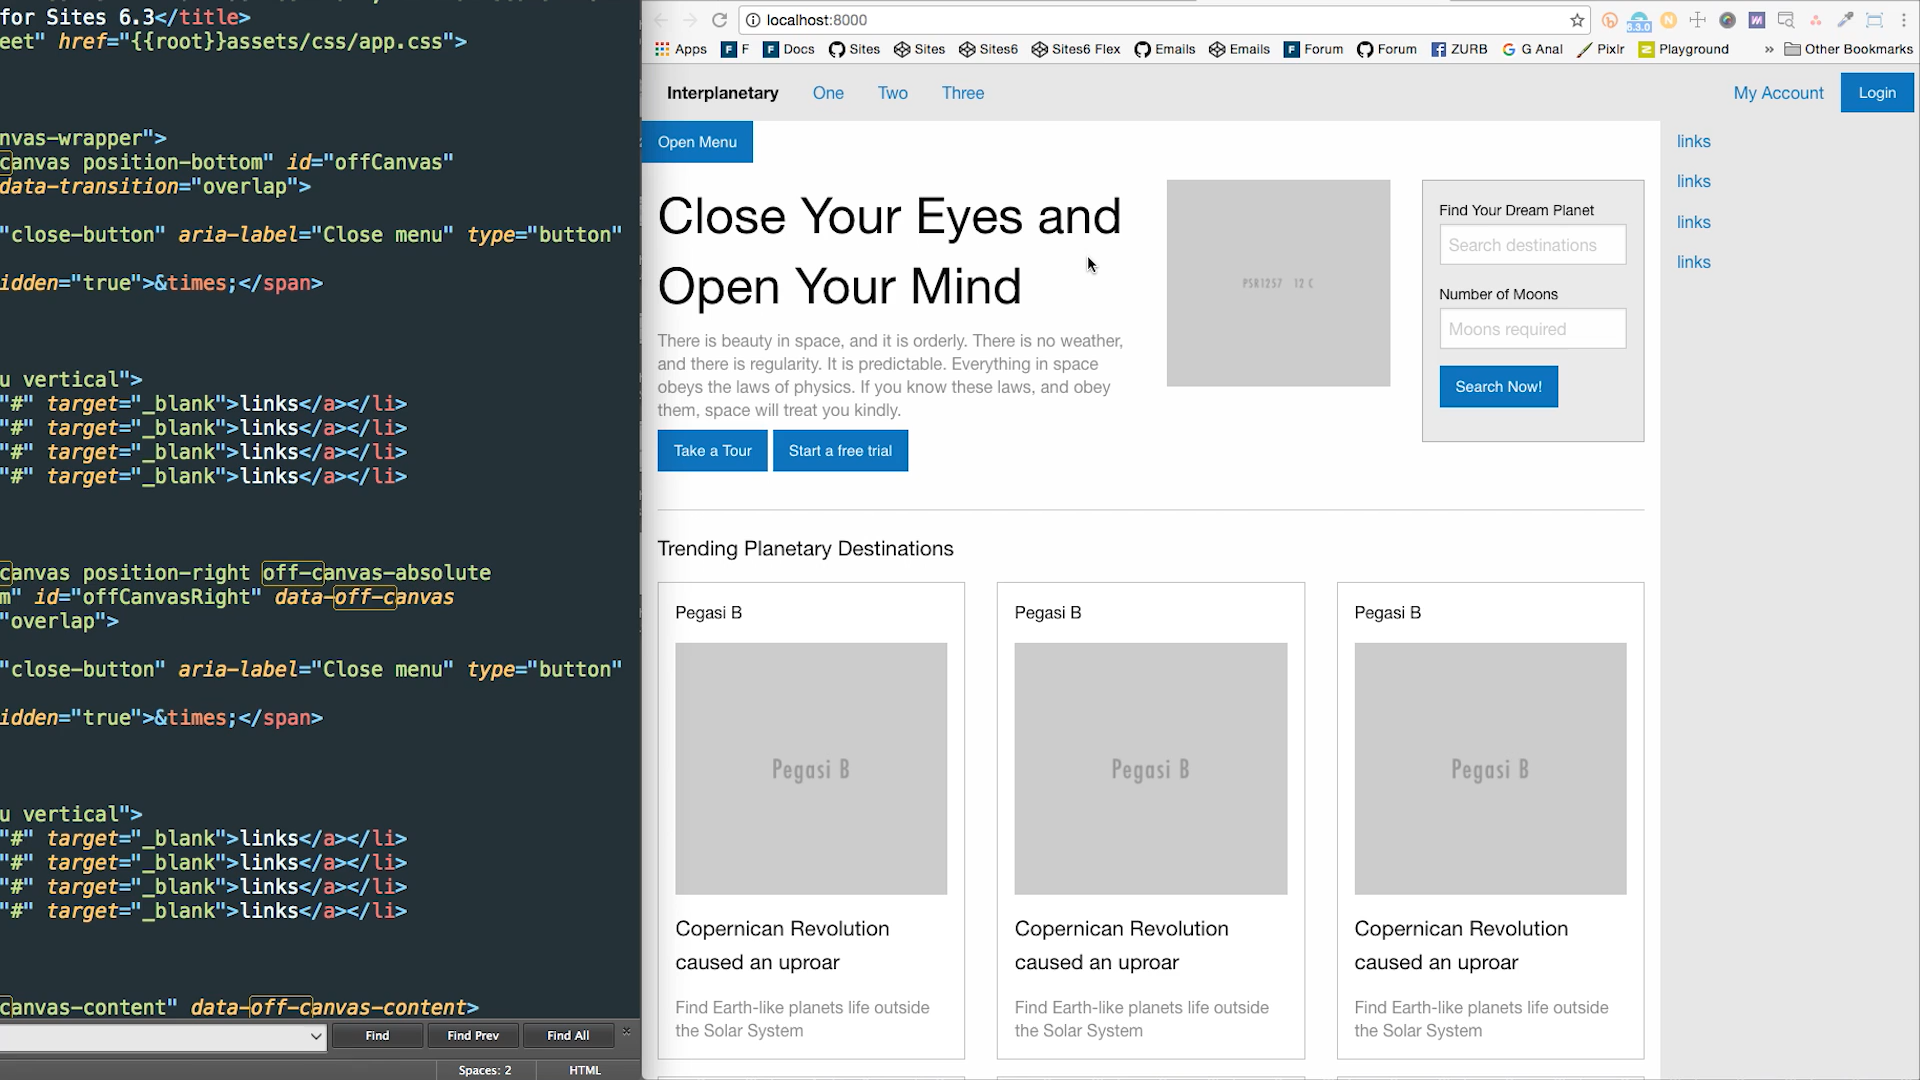 for Sites 6.3</title>
eet" href="{{root}}assets/css/app.css">
nvas-wrapper">
canvas position-bottom" id="offCanvas"
data-transition="overlap">
"close-button" aria-label="Close menu" type="button"
idden="true">&times;</span>
u vertical">
"#" target="_blank">links</a></li>
"#" target="_blank">links</a></li>
"#" target="_blank">links</a></li>
"#" target="_blank">links</a></li>
canvas position-right off-canvas-absolute
m" id="offCanvasRight" data-off-canvas
"overlap">
"close-button" aria-label="Close menu" type="button"
idden="true">&times;</span>
u vertical">
"#" target="_blank">links</a></li>
"#" target="_blank">links</a></li>
"#" target="_blank">links</a></li>
"#" target="_blank">links</a></li>
canvas-content" data-off-canvas-content>
Find Find Prev Find All
Spaces: 2 HTML
localhost:8000
Apps F Docs Sites Sites Sites6 Sites6 Flex Emails Emails Forum Forum ZURB G Anal Pixlr Playground » Other Bookmarks
Interplanetary One Two Three My Account Login
Open Menu
links
links
links
links
Close Your Eyes and
Open Your Mind
There is beauty in space, and it is orderly. There is no weather,
and there is regularity. It is predictable. Everything in space
obeys the laws of physics. If you know these laws, and obey
them, space will treat you kindly.
Take a Tour Start a free trial
PSR1257 12 C
Find Your Dream Planet
Search destinations
Number of Moons
Moons required
Search Now!
Trending Planetary Destinations
Pegasi B
Pegasi B
Copernican Revolution
caused an uproar
Find Earth-like planets life outside
the Solar System
Pegasi B
Pegasi B
Copernican Revolution
caused an uproar
Find Earth-like planets life outside
the Solar System
Pegasi B
Pegasi B
Copernican Revolution
caused an uproar
Find Earth-like planets life outside
the Solar System